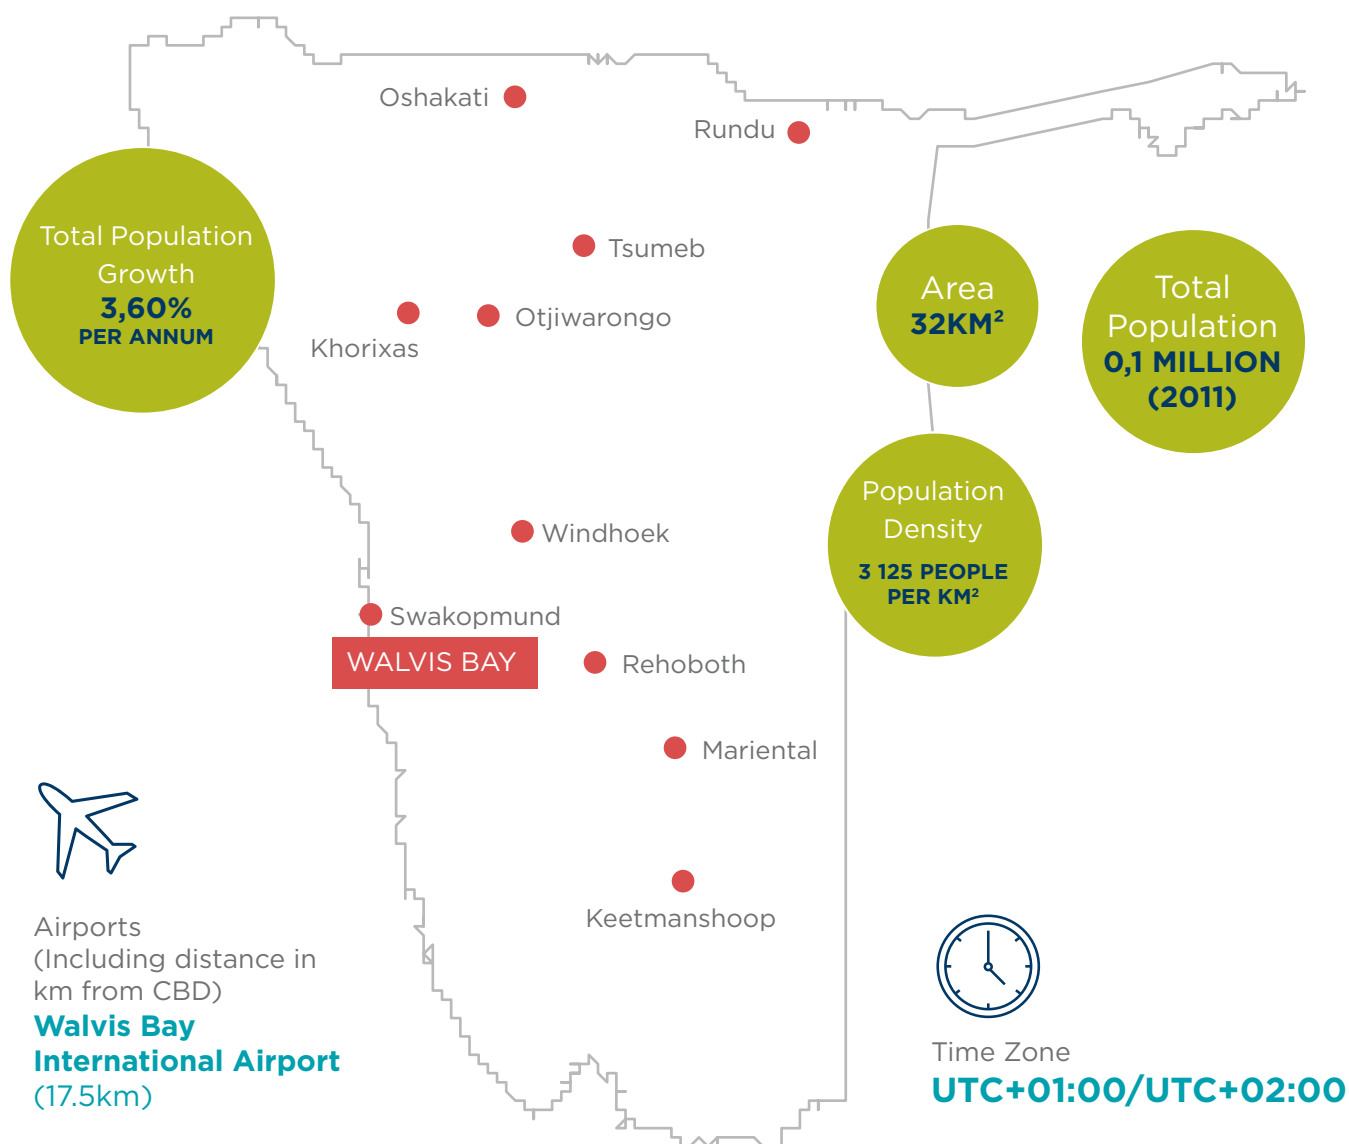 Oshakati
Rundu
Total Population
Growth
3,60%
PER ANNUM
Tsumeb
Otjiwarongo
Khorixas
Area
32KM²
Total
Population
0,1 MILLION
(2011)
Population
Density
3 125 PEOPLE
PER KM²
Windhoek
Swakopmund
WALVIS BAY
Rehoboth
Mariental
Keetmanshoop
Airports
(Including distance in
km from CBD)
Walvis Bay
International Airport
(17.5km)
Time Zone
UTC+01:00/UTC+02:00